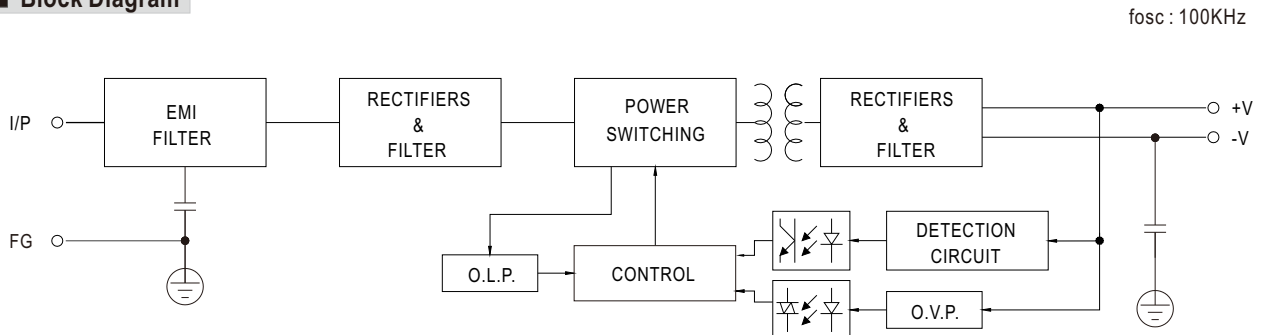 Block Diagram
fosc : 100KHz
I/P
EMI
FILTER
RECTIFIERS
&
FILTER
POWER
SWITCHING
RECTIFIERS
&
FILTER
+V
-V
FG
O.L.P.
CONTROL
DETECTION
CIRCUIT
O.V.P.